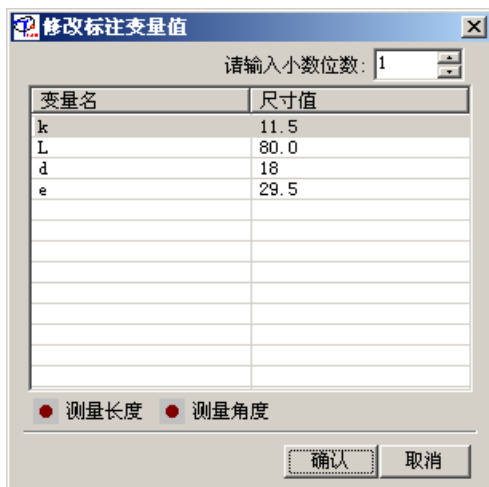 修改标注变量值
请输入小数位数: 1
变量名 尺寸值
k 11.5
L 80.0
d 18
e 29.5
测量长度 测量角度
确认 取消